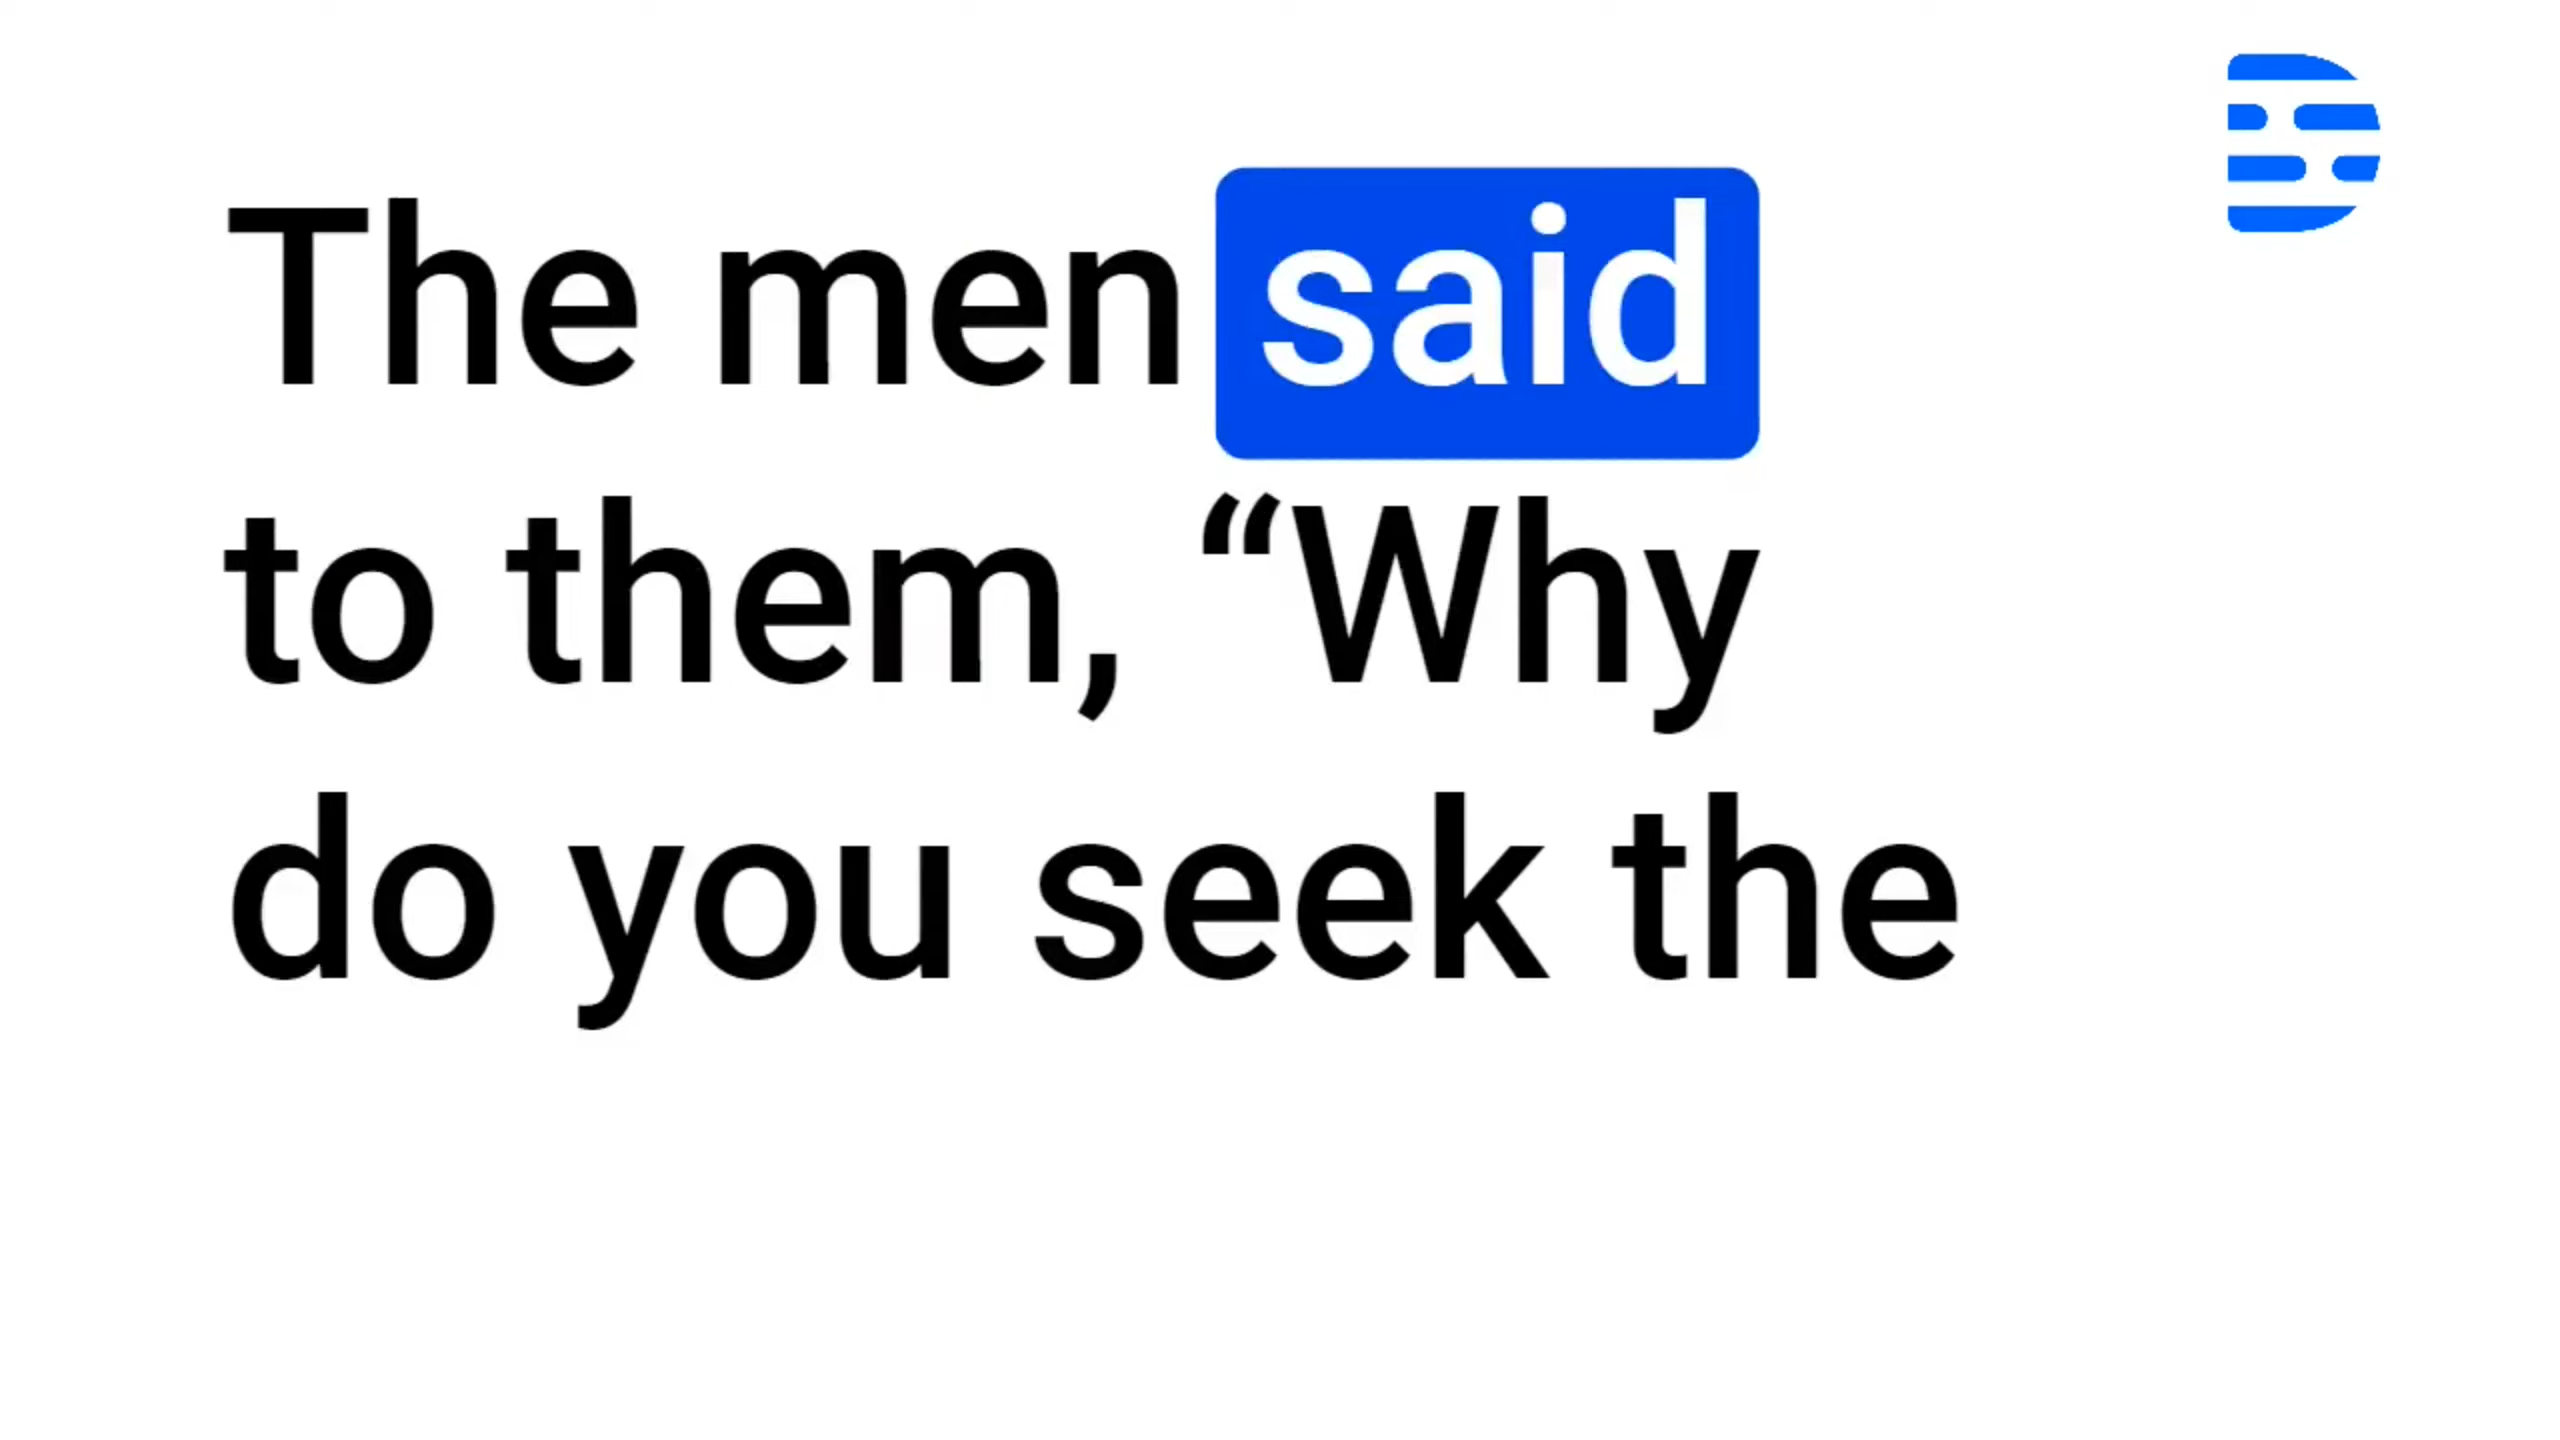 The men said
to them, “Why
do you seek the